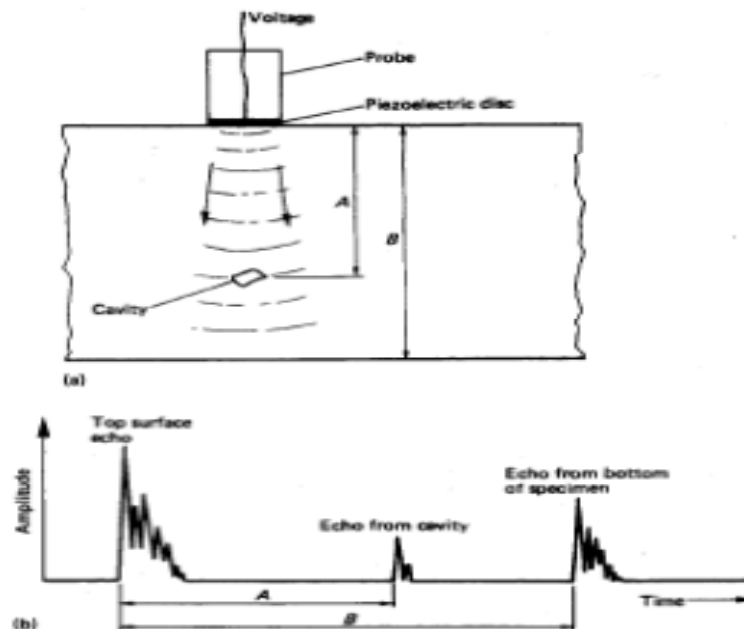 Voltage
Probe
Piezoelectric disc
A
B
Cavity
(a)
Top surface
echo
Amplitude
Echo from cavity
Echo from bottom
of specimen
A
Time
B
(b)